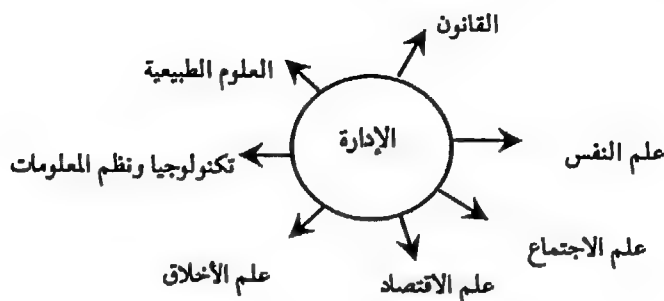 القانون
العلوم الطبيعية
الإدارة
علم النفس
تكنولوجيا ونظم المعلومات
علم الاجتماع
علم الأخلاق
علم الاقتصاد